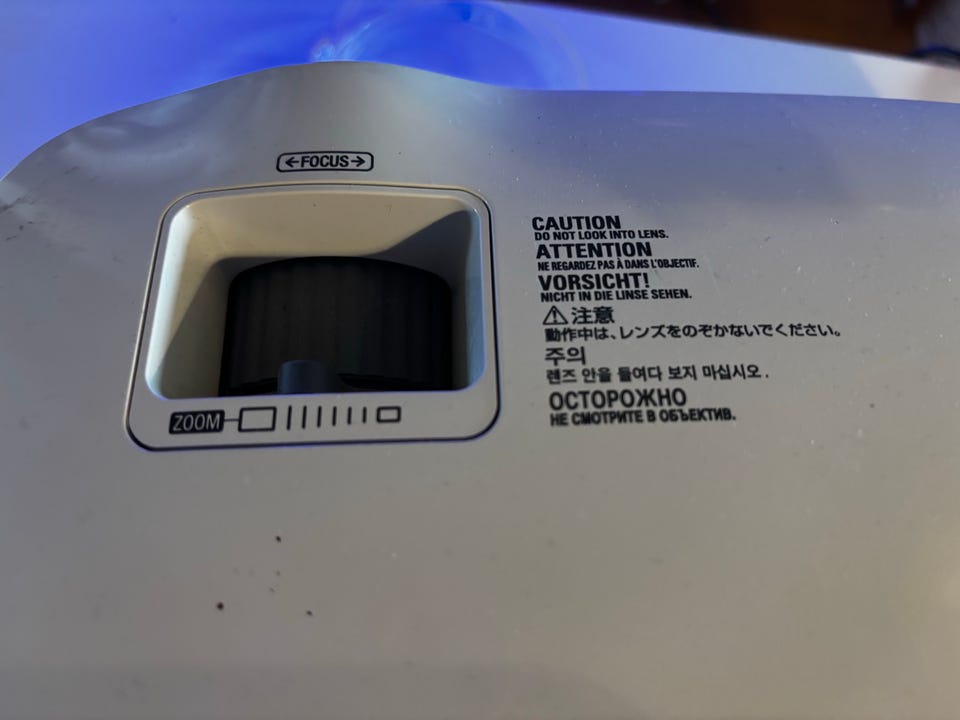 ←FOCUS→
ZOOM
CAUTION
DO NOT LOOK INTO LENS.
ATTENTION
NE REGARDEZ PAS À DANS L'OBJECTIF.
VORSICHT!
NICHT IN DIE LINSE SEHEN.
⚠注意
動作中は、レンズをのぞかないでください。
주의
렌즈 안을 들여다 보지 마십시오.
ОСТОРОЖНО
НЕ СМОТРИТЕ В ОБЪЕКТИВ.